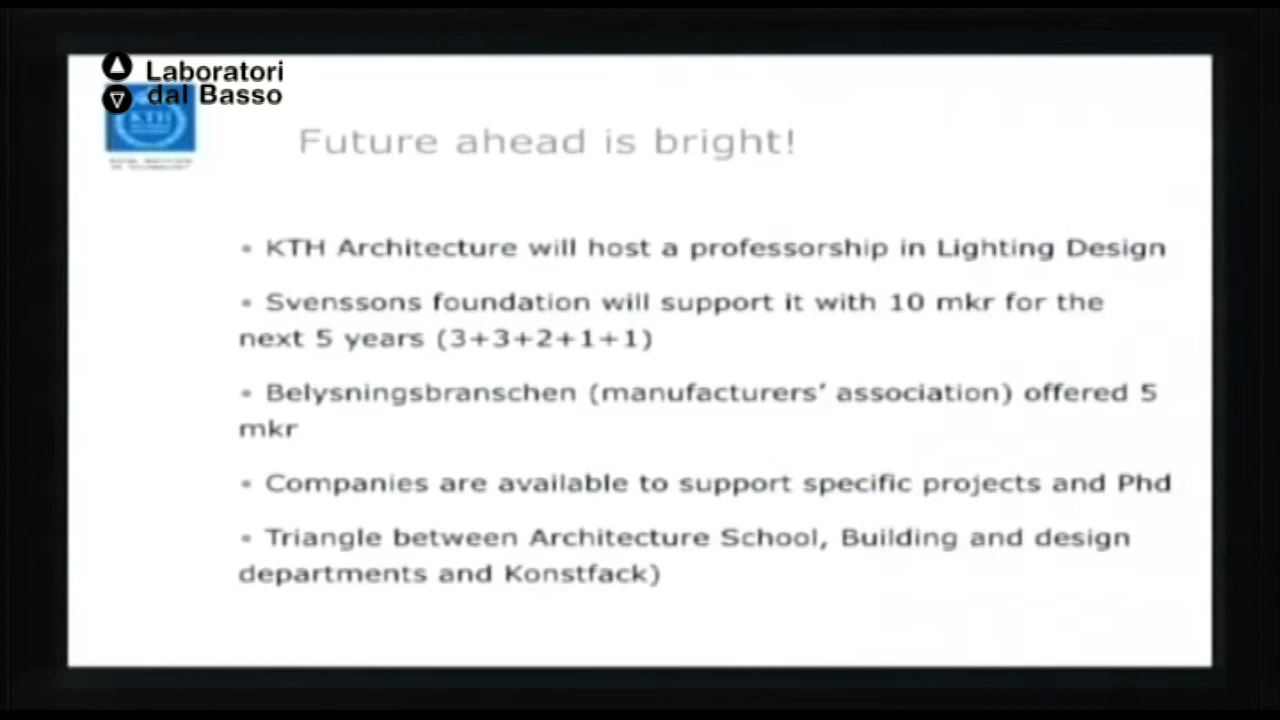 Laboratori
dal Basso
KTH
Future ahead is bright!
• KTH Architecture will host a professorship in Lighting Design
• Svenssons foundation will support it with 10 mkr for the
next 5 years (3+3+2+1+1)
• Belysningsbranschen (manufacturers’ association) offered 5
mkr
• Companies are available to support specific projects and Phd
• Triangle between Architecture School, Building and design
departments and Konstfack)